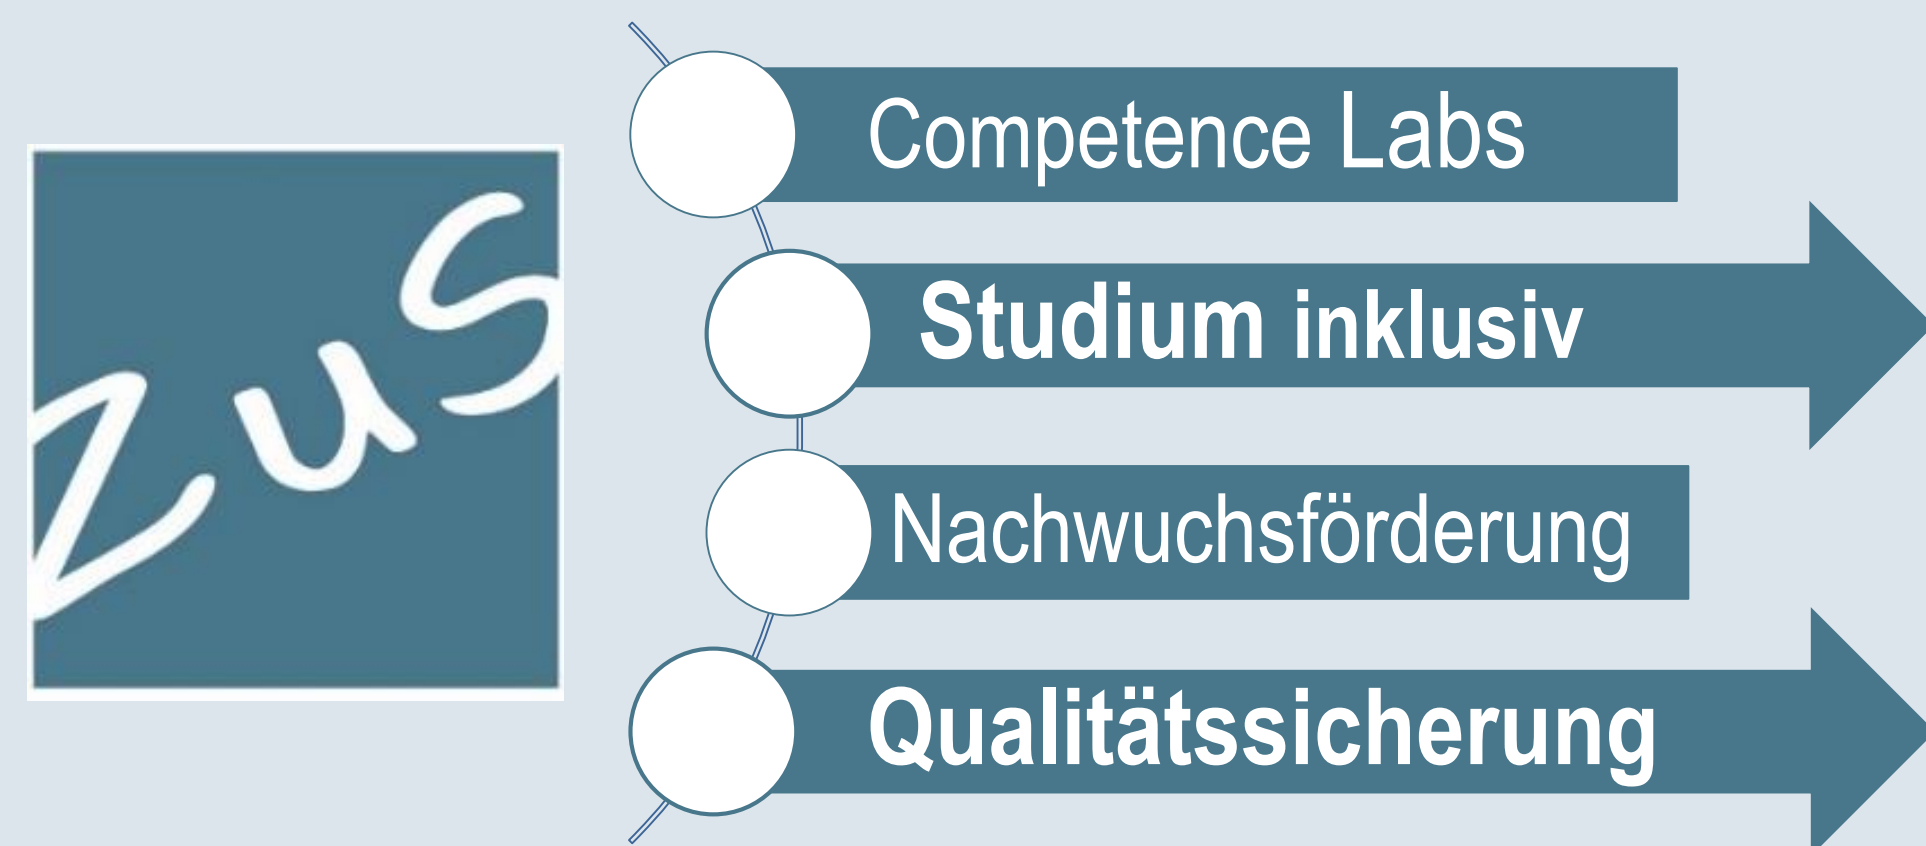 ZuS
Competence Labs
Studium inklusiv
Nachwuchsförderung
Qualitätssicherung